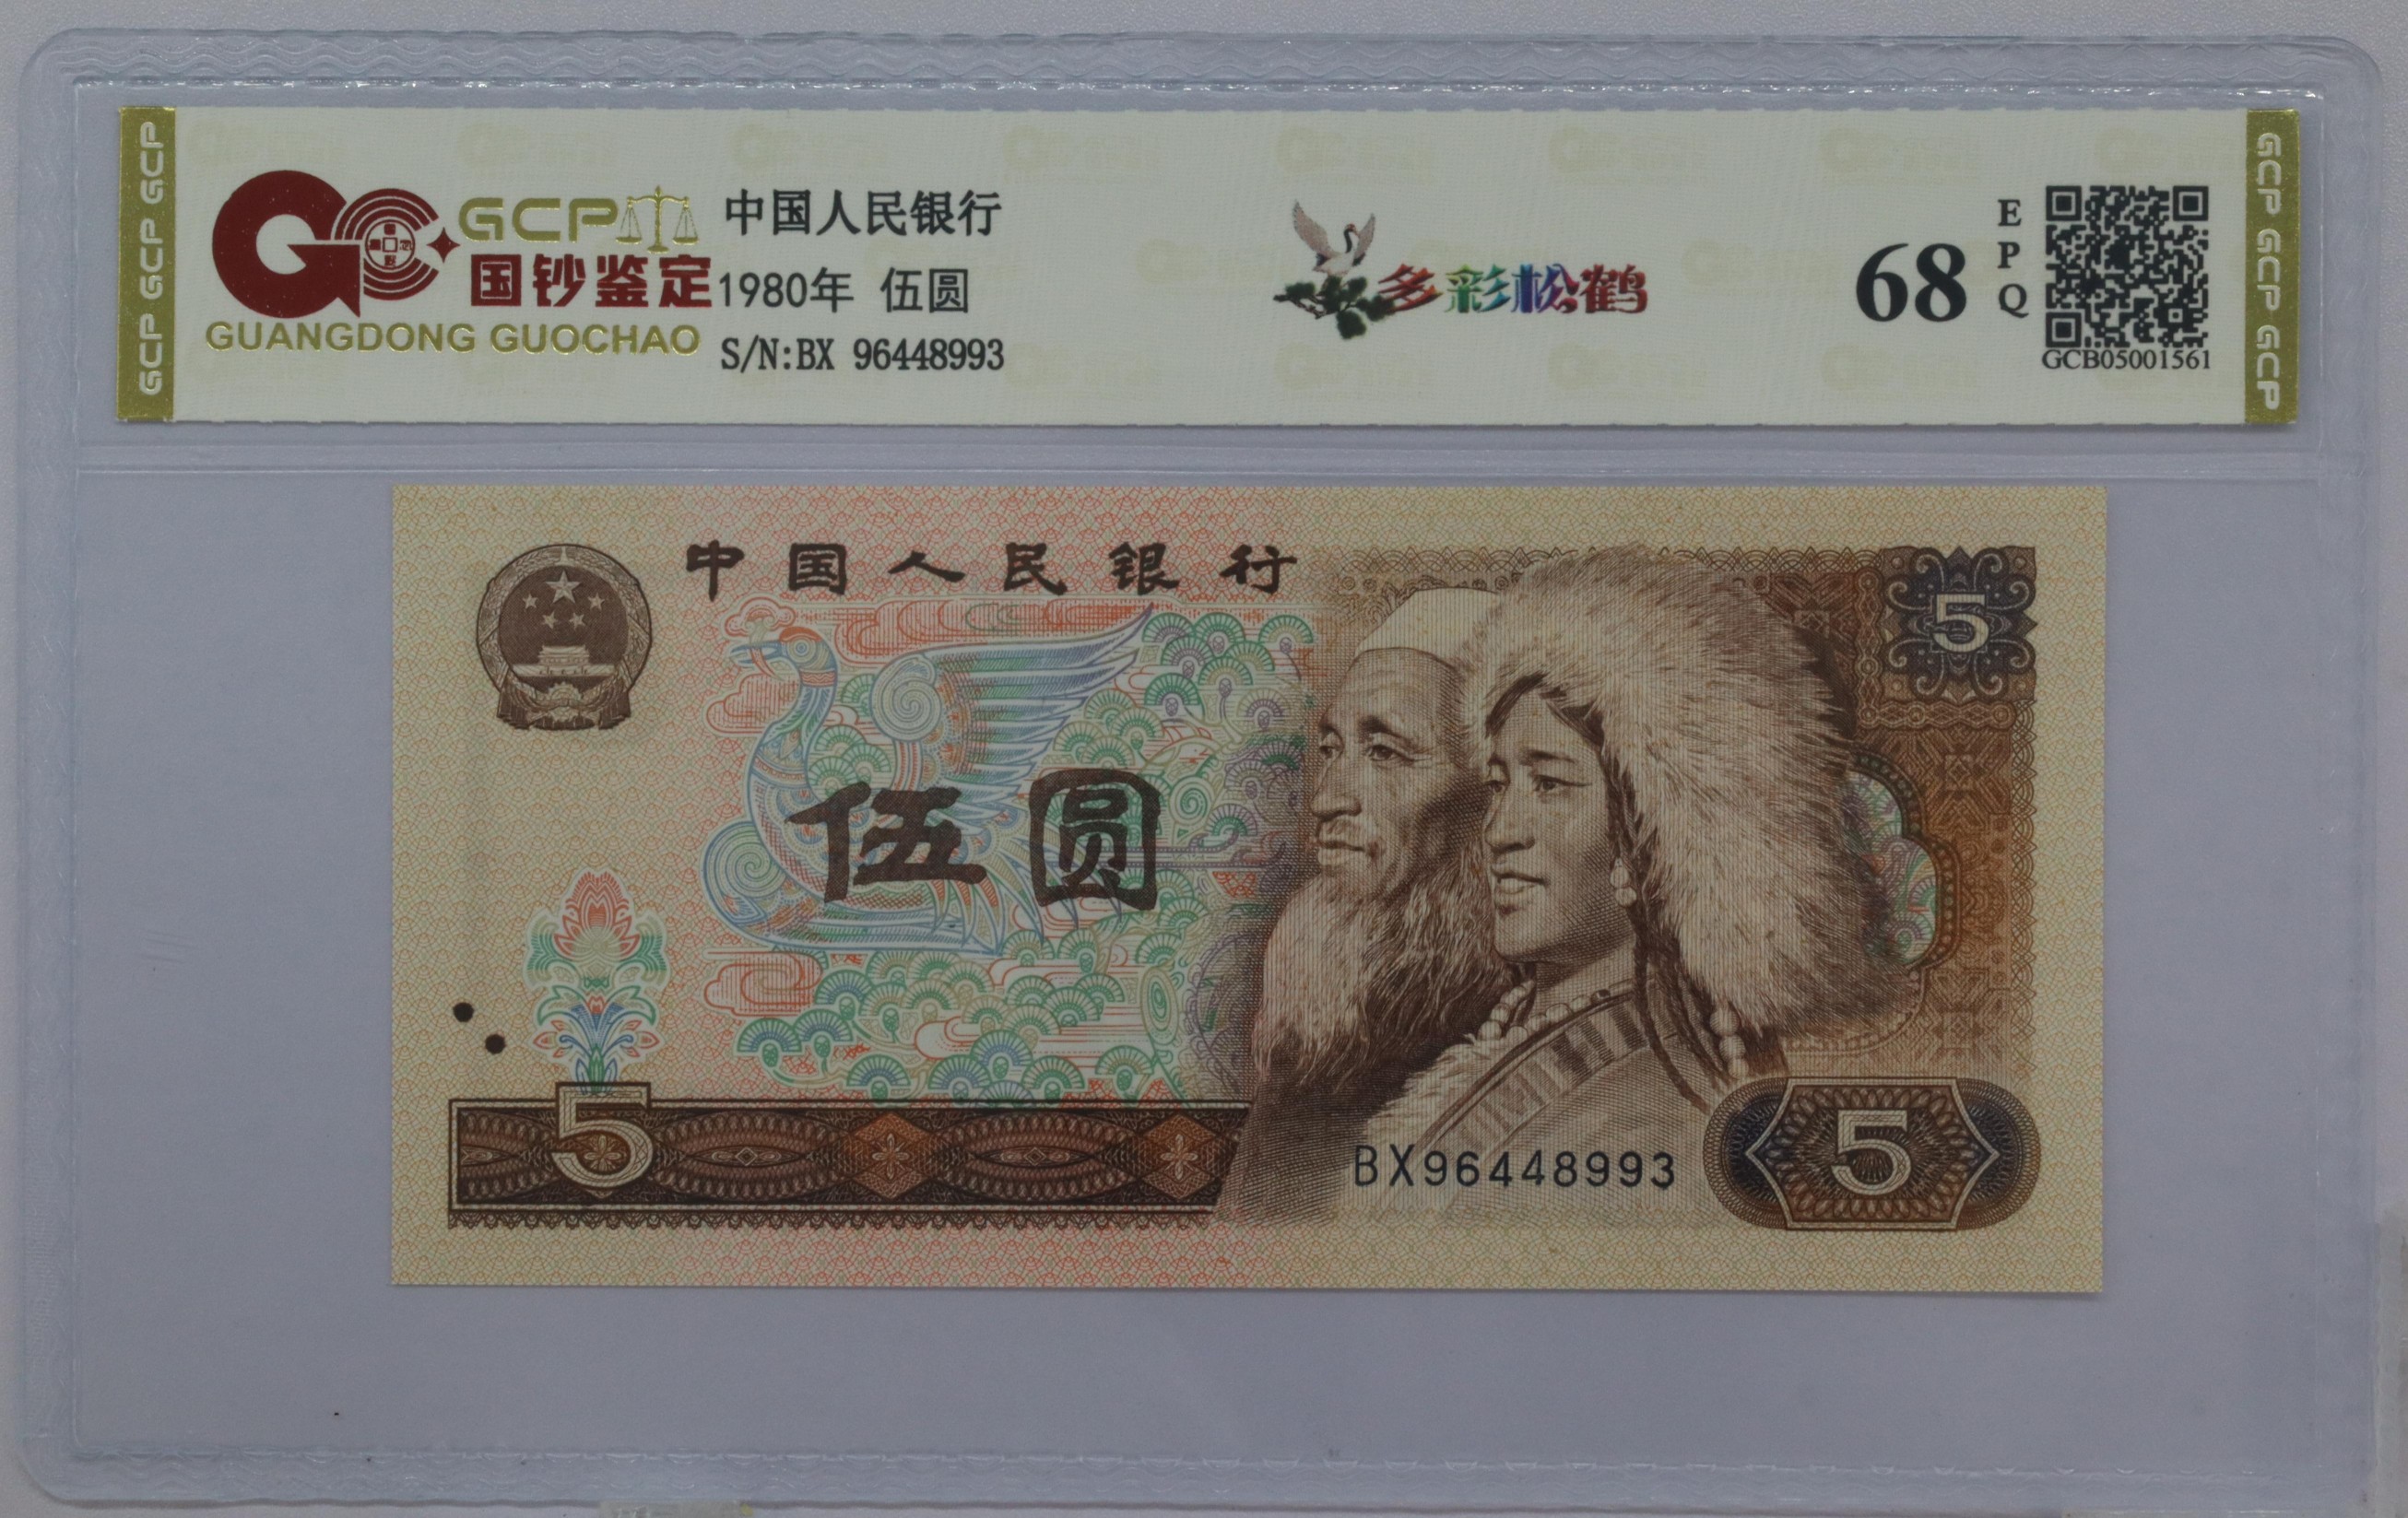 GCP GCP GCP
GCP
国钞鉴定
GUANGDONG GUOCHAO
中国人民银行
1980年 伍圆
S/N:BX 96448993
多彩松鹤
68
EPQ
GCB05001561
GCP GCP GCP
中国人民银行
5
伍圆
5
BX96448993
5